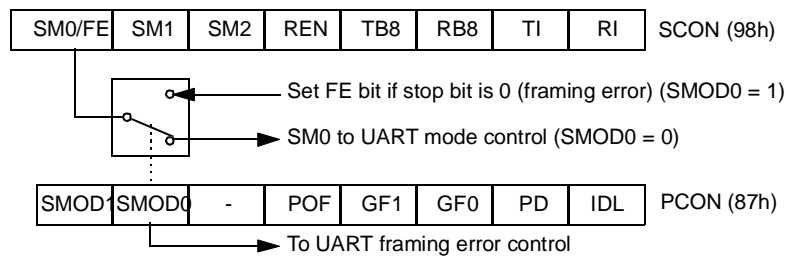 SM0/FE SM1 SM2 REN TB8 RB8 TI RI SCON (98h)
Set FE bit if stop bit is 0 (framing error) (SMOD0 = 1)
SM0 to UART mode control (SMOD0 = 0)
SMOD1 SMOD0 - POF GF1 GF0 PD IDL PCON (87h)
To UART framing error control